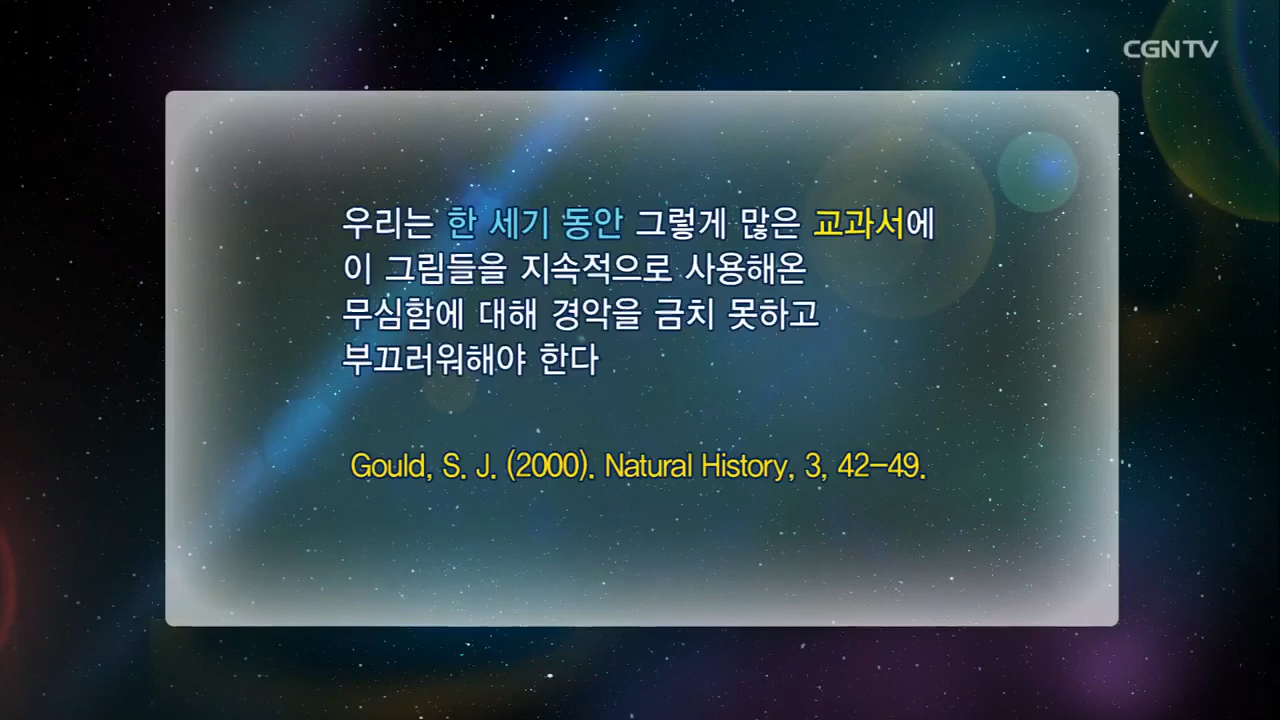 CGNTV
우리는 한 세기 동안 그렇게 많은 교과서에
이 그림들을 지속적으로 사용해온
무심함에 대해 경악을 금치 못하고
부끄러워해야 한다
Gould, S. J. (2000). Natural History, 3, 42-49.